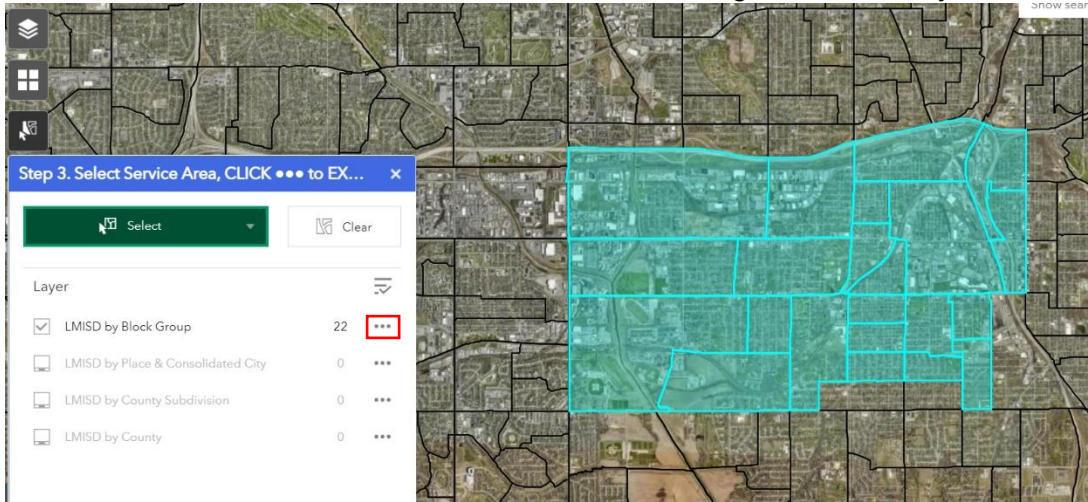 Show sear
Step 3. Select Service Area, CLICK ●●● to EX... ×
Select
Clear
Layer
LMISD by Block Group 22 •••
LMISD by Place & Consolidated City 0 •••
LMISD by County Subdivision 0 •••
LMISD by County 0 •••